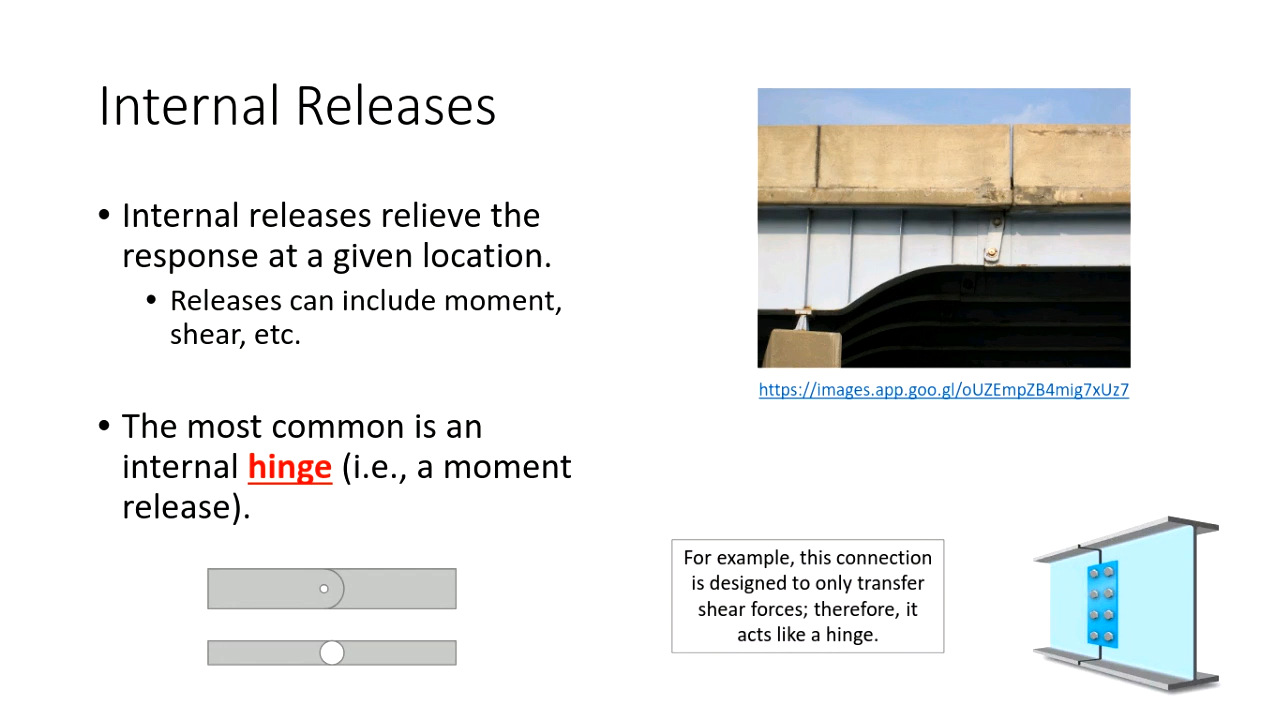 Internal Releases
• Internal releases relieve the
response at a given location.
• Releases can include moment,
shear, etc.
• The most common is an
internal hinge (i.e., a moment
release).
https://images.app.goo.gl/oUZEmpZB4mig7xUz7
For example, this connection
is designed to only transfer
shear forces; therefore, it
acts like a hinge.